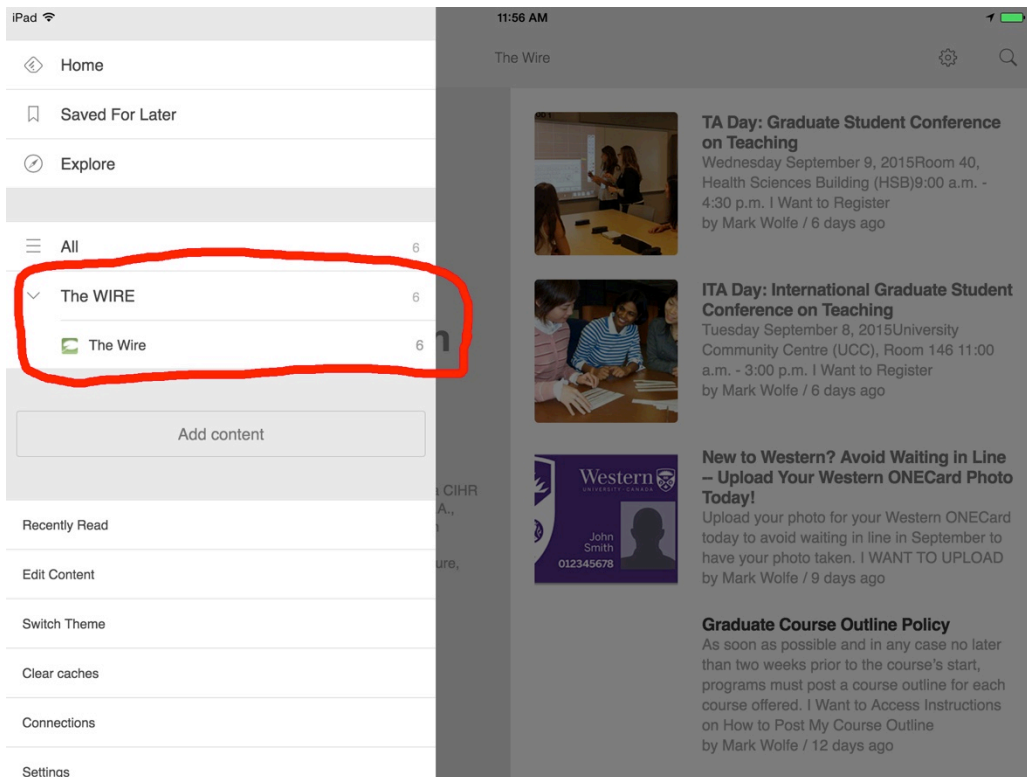 iPad
11:56 AM
Home
Saved For Later
Explore
All 6
The WIRE 6
The Wire 6
Add content
Recently Read
Edit Content
Switch Theme
Clear caches
Connections
Settings
The Wire
n
a CIHR
A.,
n
ure,
TA Day: Graduate Student Conference
on Teaching
Wednesday September 9, 2015Room 40,
Health Sciences Building (HSB)9:00 a.m. -
4:30 p.m. I Want to Register
by Mark Wolfe / 6 days ago
ITA Day: International Graduate Student
Conference on Teaching
Tuesday September 8, 2015University
Community Centre (UCC), Room 146 11:00
a.m. - 3:00 p.m. I Want to Register
by Mark Wolfe / 6 days ago
Western
UNIVERSITY · CANADA
John
Smith
012345678
New to Western? Avoid Waiting in Line
– Upload Your Western ONECard Photo
Today!
Upload your photo for your Western ONECard
today to avoid waiting in line in September to
have your photo taken. I WANT TO UPLOAD
by Mark Wolfe / 9 days ago
Graduate Course Outline Policy
As soon as possible and in any case no later
than two weeks prior to the course’s start,
programs must post a course outline for each
course offered. I Want to Access Instructions
on How to Post My Course Outline
by Mark Wolfe / 12 days ago